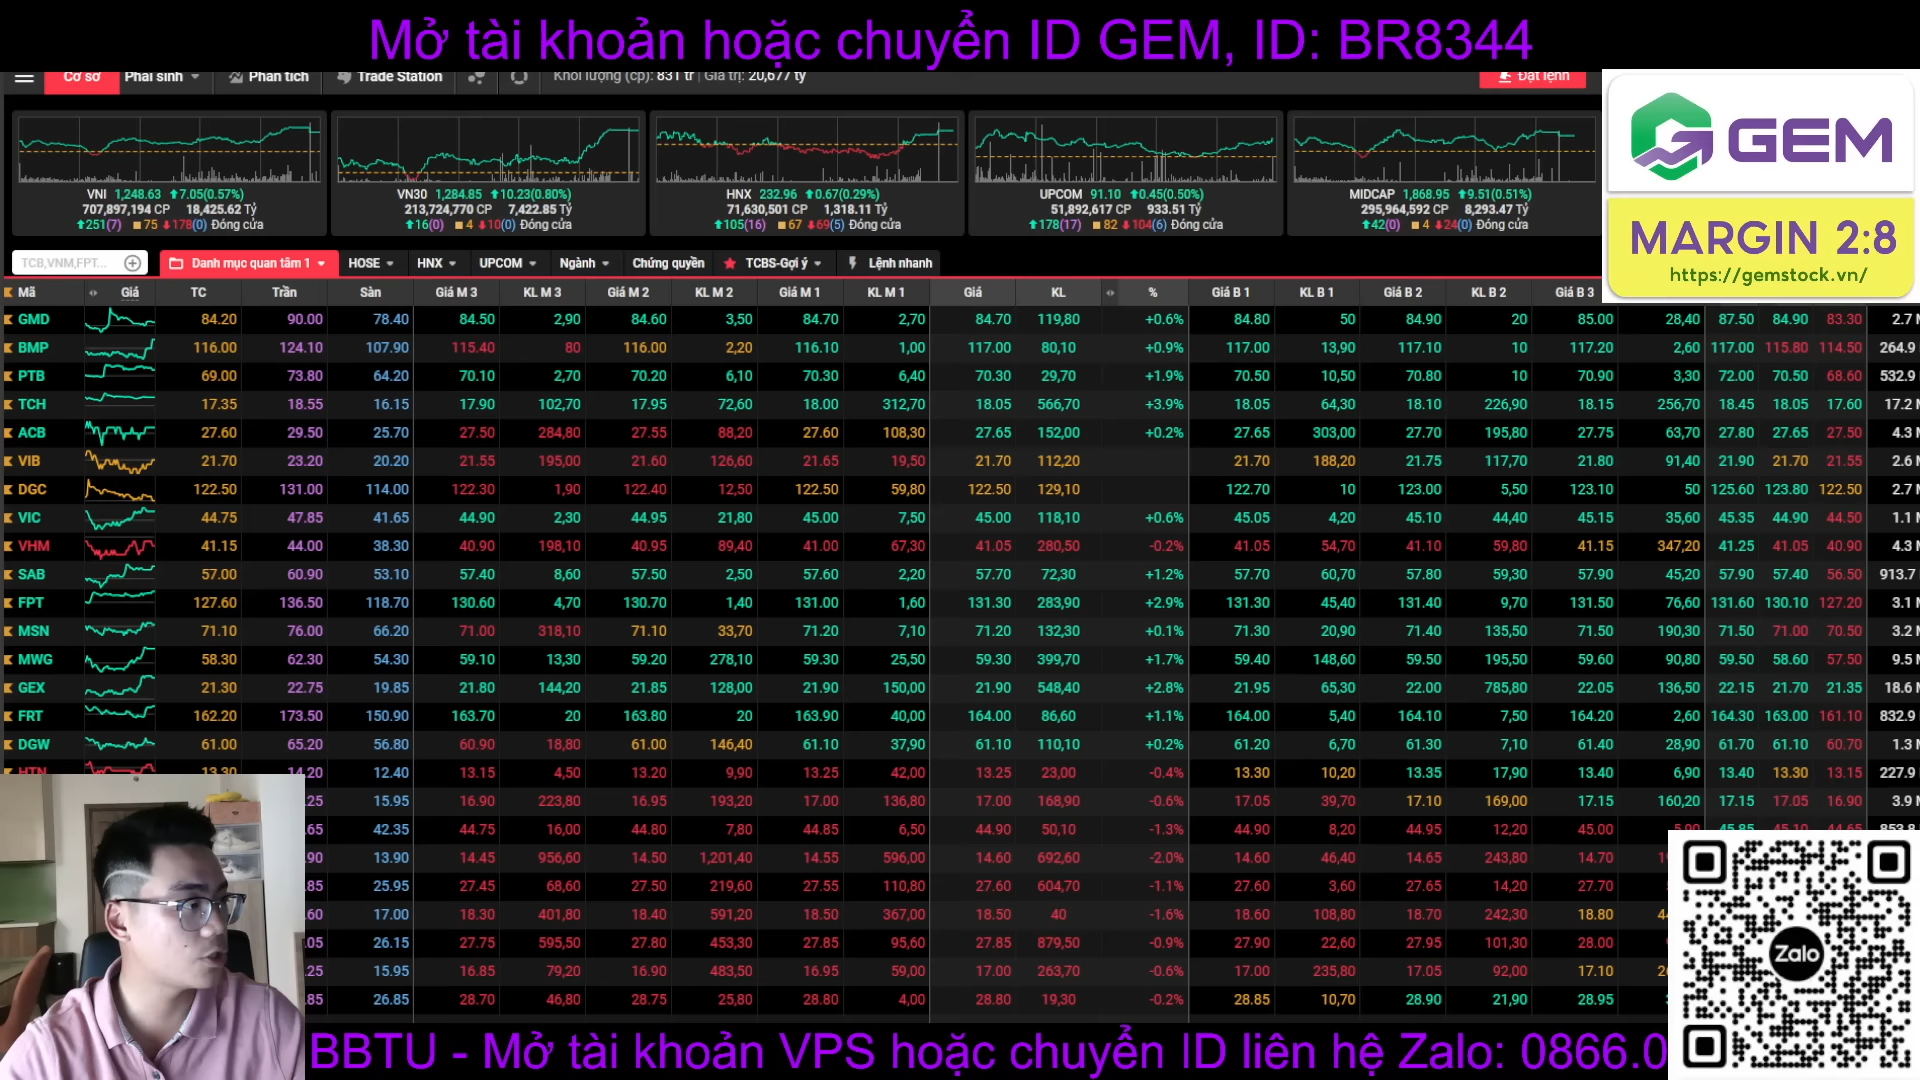 Mở tài khoản hoặc chuyển ID GEM, ID: BR8344
Cơ sở Phái sinh Phân tích Trade Station Khối lượng (cp): 831 tr | Giá trị: 20,677 tỷ Đặt lệnh
GEM
MARGIN 2:8
https://gemstock.vn/
VNI 1,248.63 7.05(0.57%)
707,897,194 CP 18,425.62 Tỷ
251(7) 75 178(0) Đóng cửa
VN30 1,284.85 10.23(0.80%)
213,724,770 CP 7,422.85 Tỷ
16(0) 4 10(0) Đóng cửa
HNX 232.96 0.67(0.29%)
71,630,501 CP 1,318.11 Tỷ
105(16) 67 69(5) Đóng cửa
UPCOM 91.10 0.45(0.50%)
51,892,617 CP 933.51 Tỷ
178(17) 82 104(6) Đóng cửa
MIDCAP 1,868.95 9.51(0.51%)
295,964,592 CP 8,293.47 Tỷ
42(0) 4 24(0) Đóng cửa
TCB,VNM,FPT... Danh mục quan tâm 1 HOSE HNX UPCOM Ngành Chứng quyền TCBS-Gợi ý Lệnh nhanh
Mã Giá TC Trần Sàn Giá M 3 KL M 3 Giá M 2 KL M 2 Giá M 1 KL M 1 Giá KL % Giá B 1 KL B 1 Giá B 2 KL B 2 Giá B 3
GMD 84.20 90.00 78.40 84.50 2,90 84.60 3,50 84.70 2,70 84.70 119,80 +0.6% 84.80 50 84.90 20 85.00 28,40 87.50 84.90 83.30 2.7
BMP 116.00 124.10 107.90 115.40 80 116.00 2,20 116.10 1,00 117.00 80,10 +0.9% 117.00 13,90 117.10 10 117.20 2,60 117.00 115.80 114.50 264.9
PTB 69.00 73.80 64.20 70.10 2,70 70.20 6,10 70.30 6,40 70.30 29,70 +1.9% 70.50 10,50 70.80 10 70.90 3,30 72.00 70.50 68.60 532.9
TCH 17.35 18.55 16.15 17.90 102,70 17.95 72,60 18.00 312,70 18.05 566,70 +3.9% 18.05 64,30 18.10 226,90 18.15 256,70 18.45 18.05 17.60 17.2
ACB 27.60 29.50 25.70 27.50 284,80 27.55 88,20 27.60 108,30 27.65 152,00 +0.2% 27.65 303,00 27.70 195,80 27.75 63,70 27.80 27.65 27.50 4.3
VIB 21.70 23.20 20.20 21.55 195,00 21.60 126,60 21.65 19,50 21.70 112,20 21.70 188,20 21.75 117,70 21.80 91,40 21.90 21.70 21.55 2.6
DGC 122.50 131.00 114.00 122.30 1,90 122.40 12,50 122.50 59,80 122.50 129,10 122.70 10 123.00 5,50 123.10 50 125.60 123.80 122.50 2.7
VIC 44.75 47.85 41.65 44.90 2,30 44.95 21,80 45.00 7,50 45.00 118,10 +0.6% 45.05 4,20 45.10 44,40 45.15 35,60 45.35 44.90 44.50 1.1
VHM 41.15 44.00 38.30 40.90 198,10 40.95 89,40 41.00 67,30 41.05 280,50 -0.2% 41.05 54,70 41.10 59,80 41.15 347,20 41.25 41.05 40.90 4.3
SAB 57.00 60.90 53.10 57.40 8,60 57.50 2,50 57.60 2,20 57.70 72,30 +1.2% 57.70 60,70 57.80 59,30 57.90 45,20 57.90 57.40 56.50 913.7
FPT 127.60 136.50 118.70 130.60 4,70 130.70 1,40 131.00 1,60 131.30 283,90 +2.9% 131.30 45,40 131.40 9,70 131.50 76,60 131.60 130.10 127.20 3.1
MSN 71.10 76.00 66.20 71.00 318,10 71.10 33,70 71.20 7,10 71.20 132,30 +0.1% 71.30 20,90 71.40 135,50 71.50 190,30 71.50 71.00 70.50 3.2
MWG 58.30 62.30 54.30 59.10 13,30 59.20 278,10 59.30 25,50 59.30 399,70 +1.7% 59.40 148,60 59.50 195,50 59.60 90,80 59.50 58.60 57.50 9.5
GEX 21.30 22.75 19.85 21.80 144,20 21.85 128,00 21.90 150,00 21.90 548,40 +2.8% 21.95 65,30 22.00 785,80 22.05 136,50 22.15 21.70 21.35 18.6
FRT 162.20 173.50 150.90 163.70 20 163.80 20 163.90 40,00 164.00 86,60 +1.1% 164.00 5,40 164.10 7,50 164.20 2,60 164.30 163.00 161.10 832.9
DGW 61.00 65.20 56.80 60.90 18,80 61.00 146,40 61.10 37,90 61.10 110,10 +0.2% 61.20 6,70 61.30 7,10 61.40 28,90 61.70 61.10 60.70 1.3
HTN 13.30 14.20 12.40 13.15 4,50 13.20 9,90 13.25 42,00 13.25 23,00 -0.4% 13.30 10,20 13.35 17,90 13.40 6,90 13.40 13.30 13.15 227.9
.25 15.95 16.90 223,80 16.95 193,20 17.00 136,80 17.00 168,90 -0.6% 17.05 39,70 17.10 169,00 17.15 160,20 17.15 17.05 16.90 3.9
.65 42.35 44.75 16,00 44.80 7,80 44.85 6,50 44.90 50,10 -1.3% 44.90 8,20 44.95 12,20 45.00
.90 13.90 14.45 956,60 14.50 1,201,40 14.55 596,00 14.60 692,60 -2.0% 14.60 46,40 14.65 243,80 14.70
.85 25.95 27.45 68,60 27.50 219,60 27.55 110,80 27.60 604,70 -1.1% 27.60 3,60 27.65 14,20 27.70
.60 17.00 18.30 401,80 18.40 591,20 18.50 367,00 18.50 40 -1.6% 18.60 108,80 18.70 242,30 18.80
.05 26.15 27.75 595,50 27.80 453,30 27.85 95,60 27.85 879,50 -0.9% 27.90 22,60 27.95 101,30 28.00
.25 15.95 16.85 79,20 16.90 483,50 16.95 59,00 17.00 263,70 -0.6% 17.00 235,80 17.05 92,00 17.10
.85 26.85 28.70 46,80 28.75 25,80 28.80 4,00 28.80 19,30 -0.2% 28.85 10,70 28.90 21,90 28.95
Zalo
BBTU - Mở tài khoản VPS hoặc chuyển ID liên hệ Zalo: 0866.0